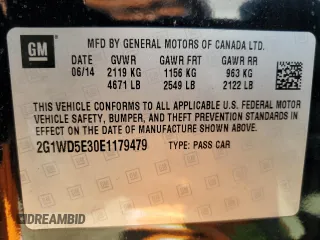 GM
MFD BY GENERAL MOTORS OF CANADA LTD.
DATE GVWR GAWR FRT GAWR RR
06/14 2119 KG 1156 KG 963 KG
4671 LB 2549 LB 2122 LB
THIS VEHICLE CONFORMS TO ALL APPLICABLE U.S. FEDERAL MOTOR
VEHICLE SAFETY, BUMPER, AND THEFT PREVENTION STANDARDS IN
EFFECT ON THE DATE OF MANUFACTURE SHOWN ABOVE.
2G1WD5E30E1179479 TYPE: PASS CAR
IDREAMBID